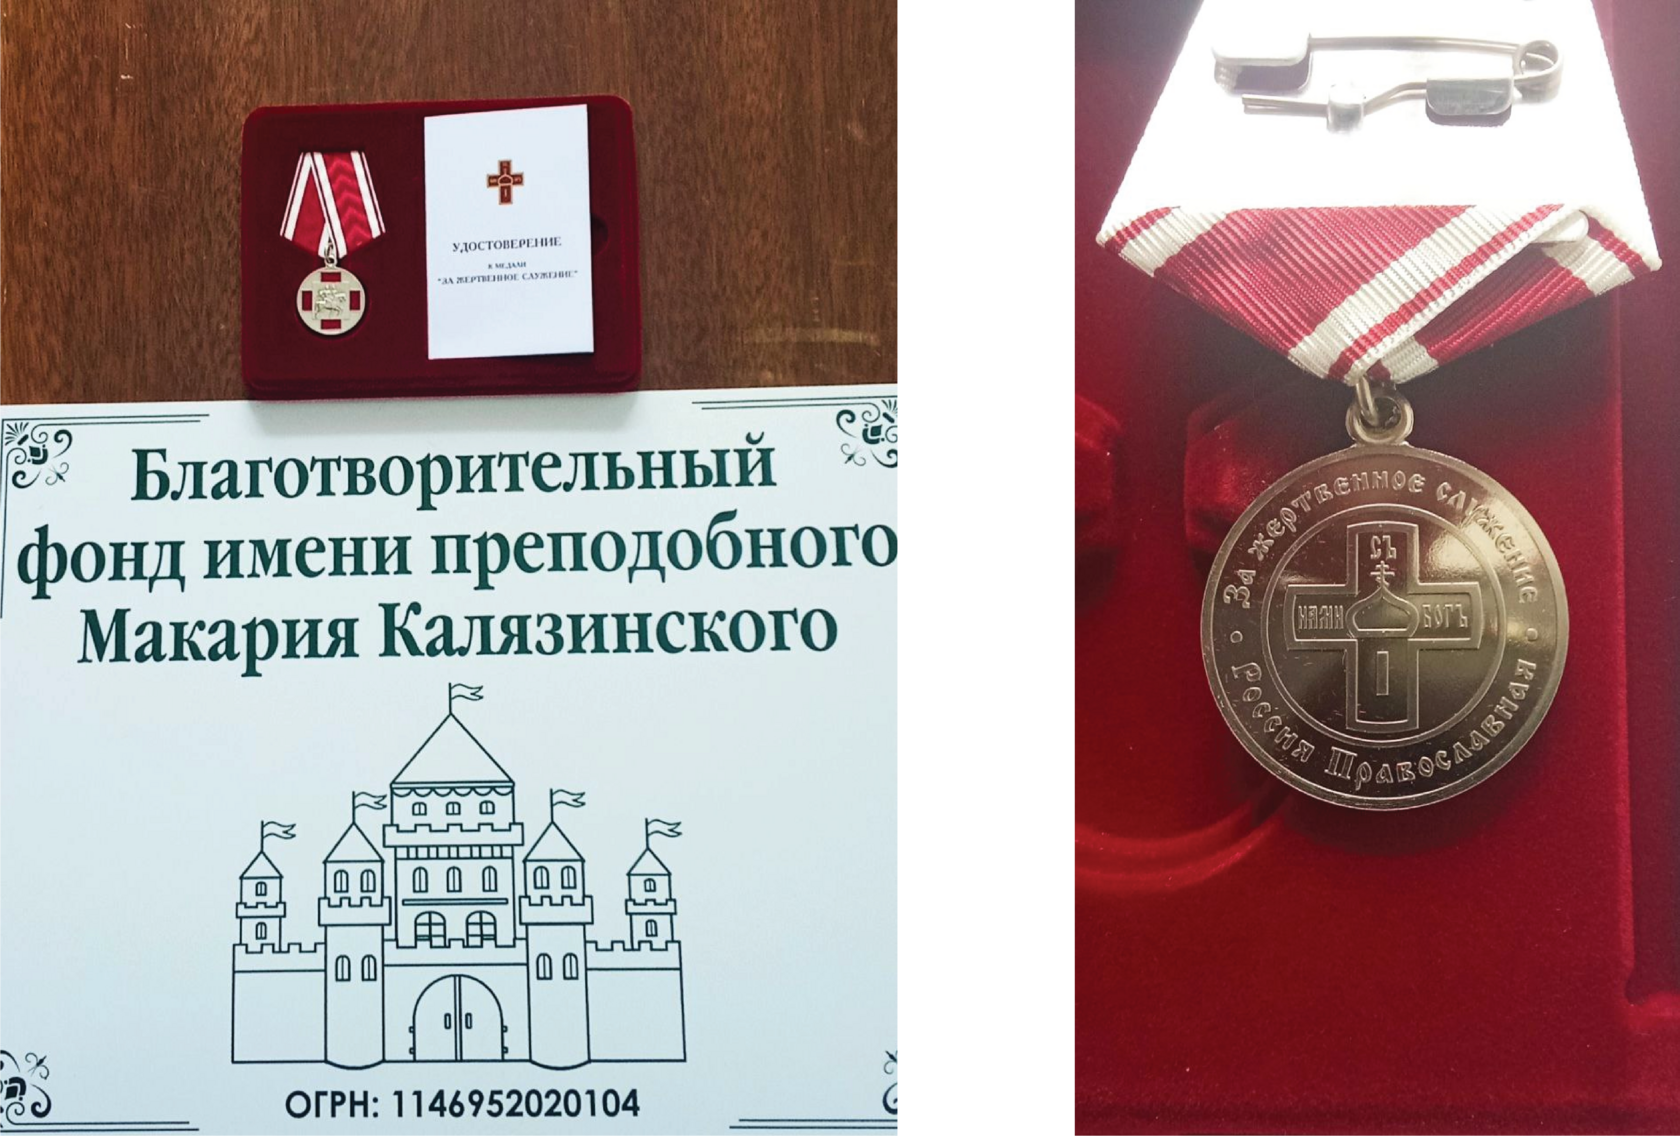 УДОСТОВЕРЕНИЕ
К МЕДАЛИ
"ЗА ЖЕРТВЕННОЕ СЛУЖЕНИЕ"
Благотворительный
фонд имени преподобного
Макария Калязинского
ОГРН: 1146952020104
За жертвенное служение
СЪ
НАМИ БОГЪ
Россия Православная